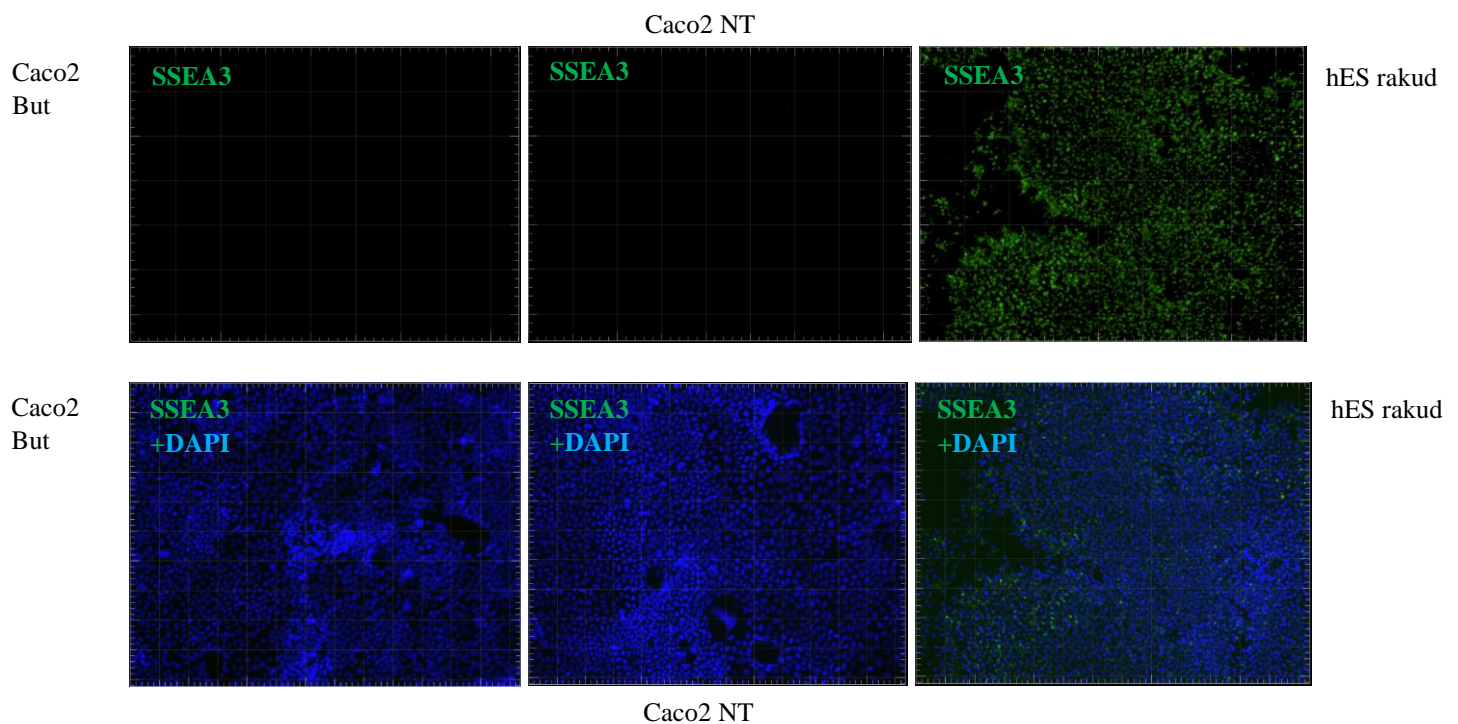 Caco2 NT
Caco2
But
SSEA3
SSEA3
SSEA3
hES rakud
Caco2
But
SSEA3
+DAPI
SSEA3
+DAPI
SSEA3
+DAPI
hES rakud
Caco2 NT